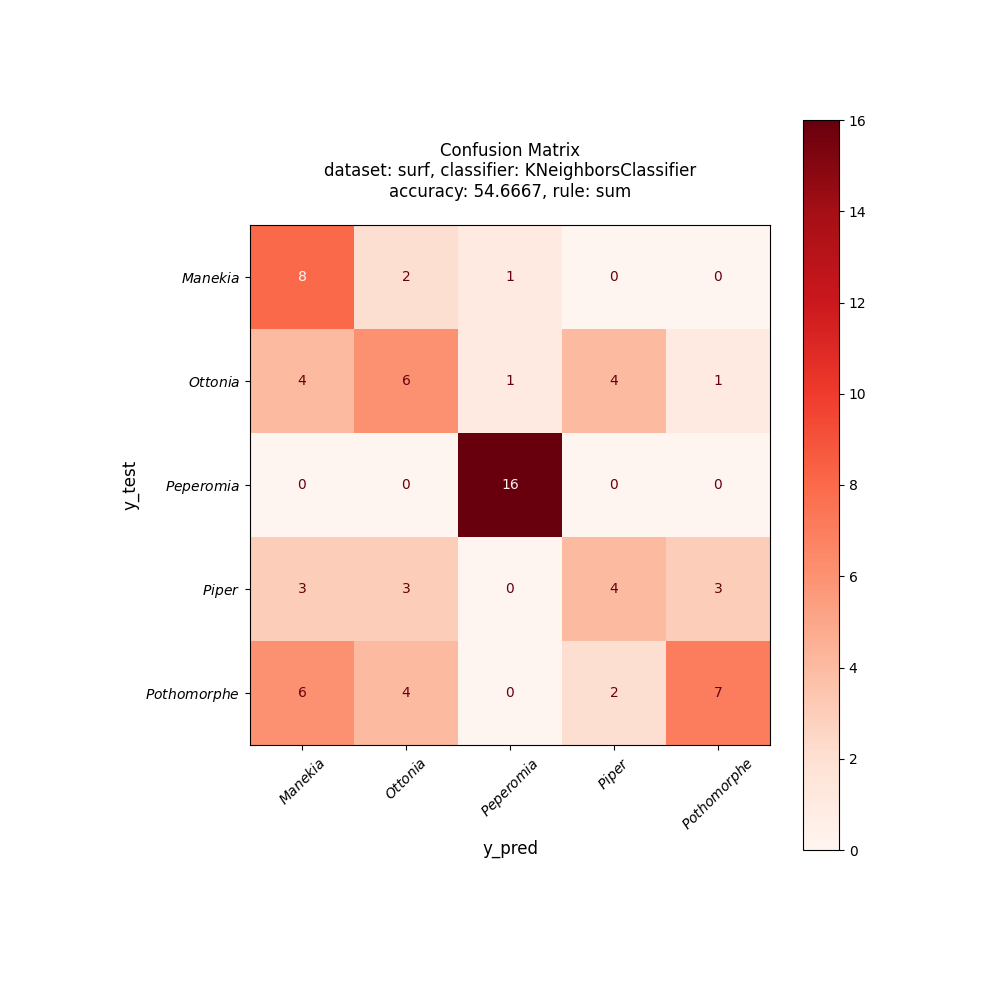 Confusion Matrix
dataset: surf, classifier: KNeighborsClassifier
accuracy: 54.6667, rule: sum
y_test
Manekia 8 2 1 0 0
Ottonia 4 6 1 4 1
Peperomia 0 0 16 0 0
Piper 3 3 0 4 3
Pothomorphe 6 4 0 2 7
Manekia Ottonia Peperomia Piper Pothomorphe
y_pred
16
14
12
10
8
6
4
2
0